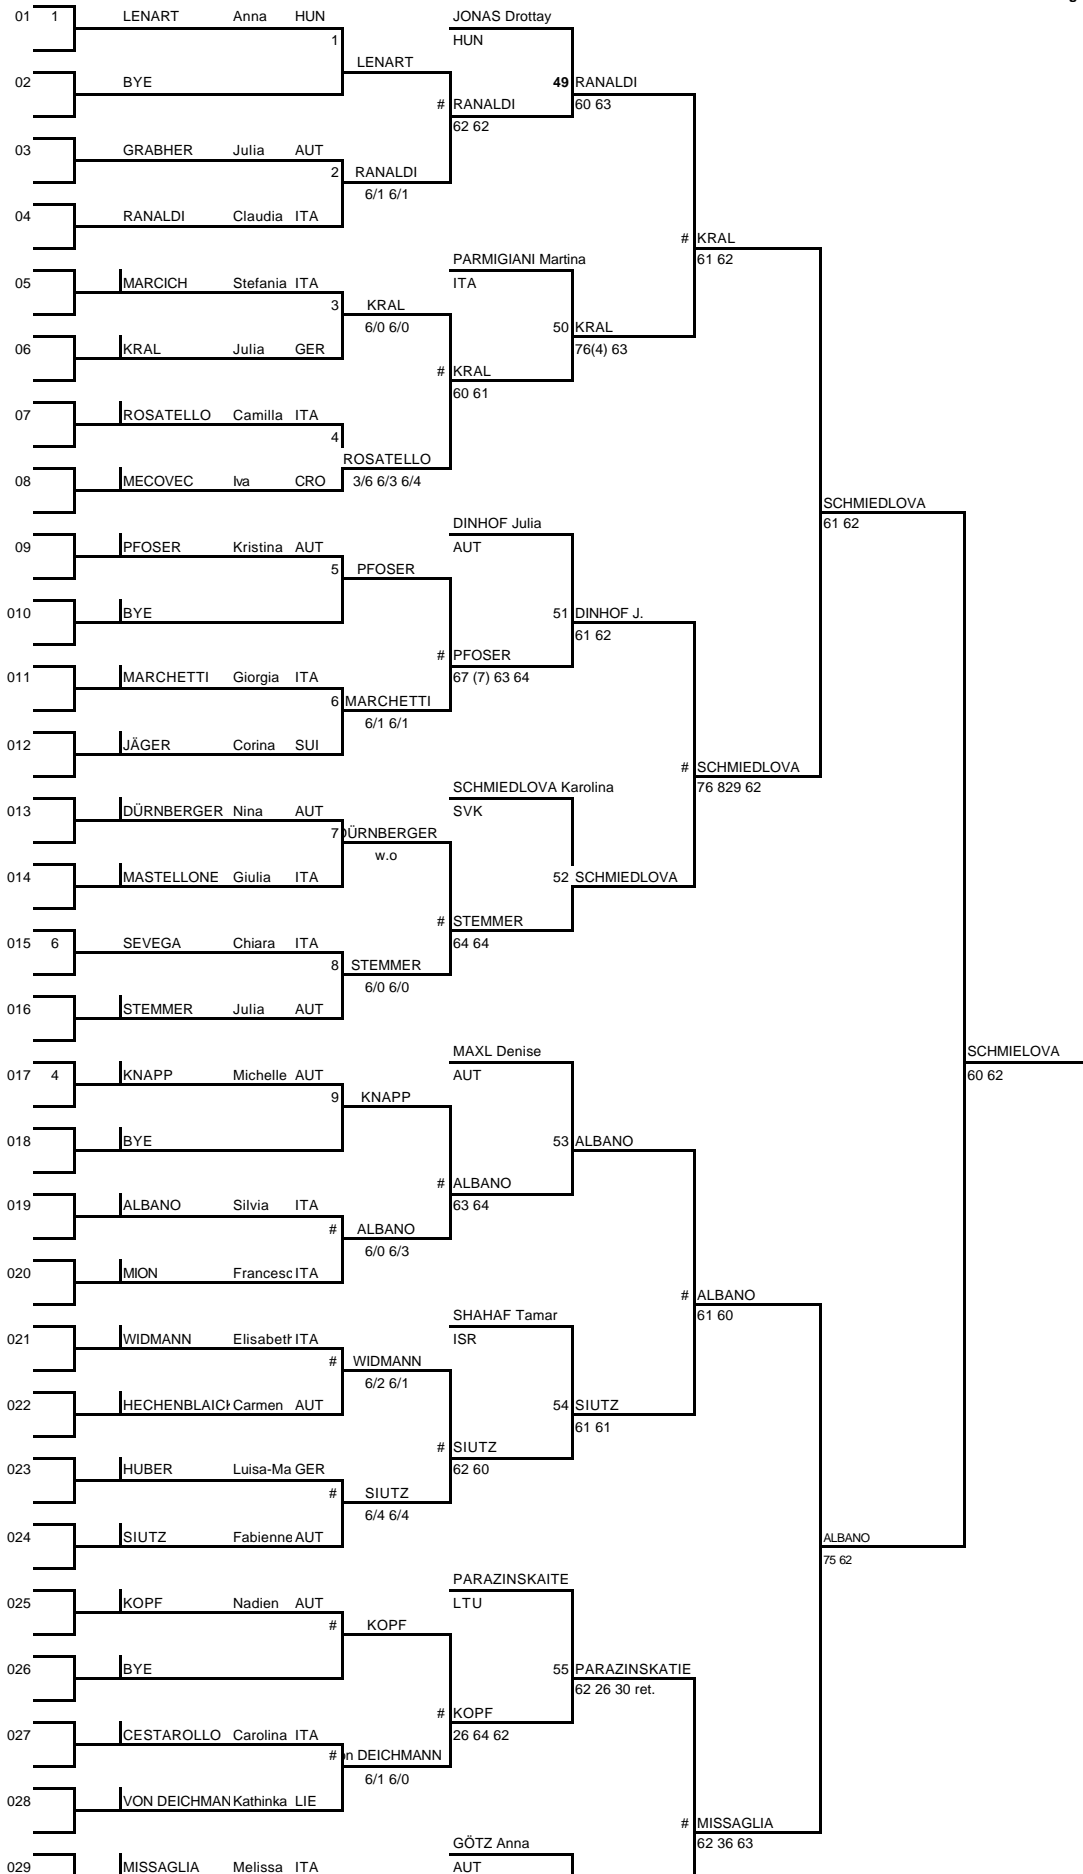 01 1 LENART Anna HUN JONAS Drottay
1 HUN
LENART
02 BYE 49 RANALDI
# RANALDI 60 63
62 62
03 GRABHER Julia AUT
2 RANALDI
6/1 6/1
04 RANALDI Claudia ITA
# KRAL
PARMIGIANI Martina 61 62
05 MARCICH Stefania ITA ITA
3 KRAL
6/0 6/0 50 KRAL
06 KRAL Julia GER 76(4) 63
# KRAL
60 61
07 ROSATELLO Camilla ITA
4
ROSATELLO
08 MECOVEC Iva CRO 3/6 6/3 6/4
SCHMIEDLOVA
DINHOF Julia 61 62
09 PFOSER Kristina AUT AUT
5 PFOSER
010 BYE 51 DINHOF J.
61 62
# PFOSER
011 MARCHETTI Giorgia ITA 67 (7) 63 64
6 MARCHETTI
6/1 6/1
012 JÄGER Corina SUI
# SCHMIEDLOVA
SCHMIEDLOVA Karolina 76 829 62
013 DÜRNBERGER Nina AUT SVK
7 DÜRNBERGER
w.o
014 MASTELLONE Giulia ITA 52 SCHMIEDLOVA
# STEMMER
015 6 SEVEGA Chiara ITA 64 64
8 STEMMER
6/0 6/0
016 STEMMER Julia AUT
MAXL Denise SCHMIELOVA
017 4 KNAPP Michelle AUT AUT 60 62
9 KNAPP
018 BYE 53 ALBANO
# ALBANO
019 ALBANO Silvia ITA 63 64
# ALBANO
6/0 6/3
020 MION Francesc ITA
# ALBANO
SHAHAF Tamar 61 60
021 WIDMANN Elisabeth ITA ISR
# WIDMANN
6/2 6/1
022 HECHENBLAICH Carmen AUT 54 SIUTZ
61 61
# SIUTZ
023 HUBER Luisa-Ma GER 62 60
# SIUTZ
6/4 6/4
024 SIUTZ Fabienne AUT ALBANO
75 62
PARAZINSKAITE
025 KOPF Nadien AUT LTU
# KOPF
026 BYE 55 PARAZINSKATIE
62 26 30 ret.
# KOPF
027 CESTAROLLO Carolina ITA 26 64 62
# on DEICHMANN
6/1 6/0
028 VON DEICHMAN Kathinka LIE
# MISSAGLIA
GÖTZ Anna 62 36 63
029 MISSAGLIA Melissa ITA AUT